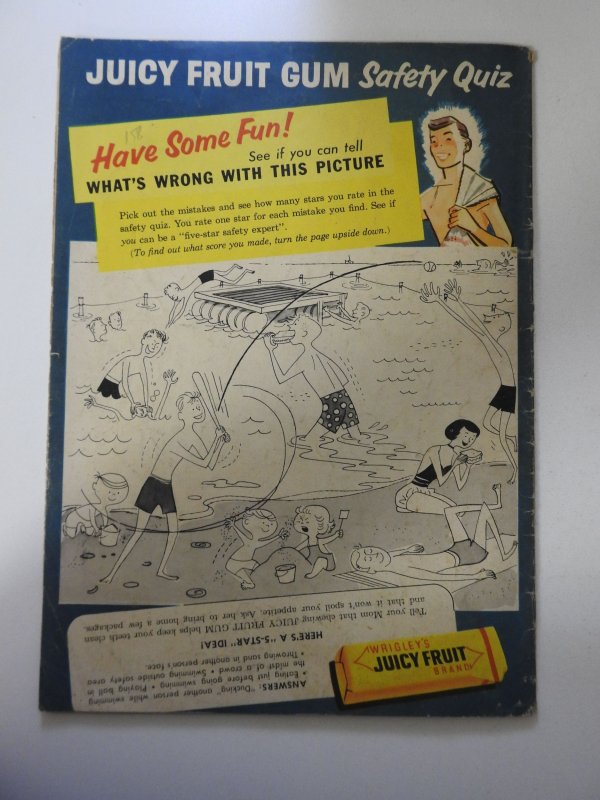 JUICY FRUIT GUM Safety Quiz
158
Have Some Fun!
See if you can tell
WHAT'S WRONG WITH THIS PICTURE
Pick out the mistakes and see how many stars you rate in the
safety quiz. You rate one star for each mistake you find. See if
you can be a "five-star safety expert".
(To find out what score you made, turn the page upside down.)
ANSWERS: "Ducking" another person while swimming
• Eating just before going swimming • Playing ball in
the midst of a crowd • Swimming outside safety area
• Throwing sand in another person's face.
HERE'S A "5-STAR" IDEA!
Tell your Mom that chewing JUICY FRUIT GUM helps keep your teeth clean
and that it won't spoil your appetite. Ask her to bring home a few packages.
WRIGLEY'S
JUICY FRUIT
BRAND